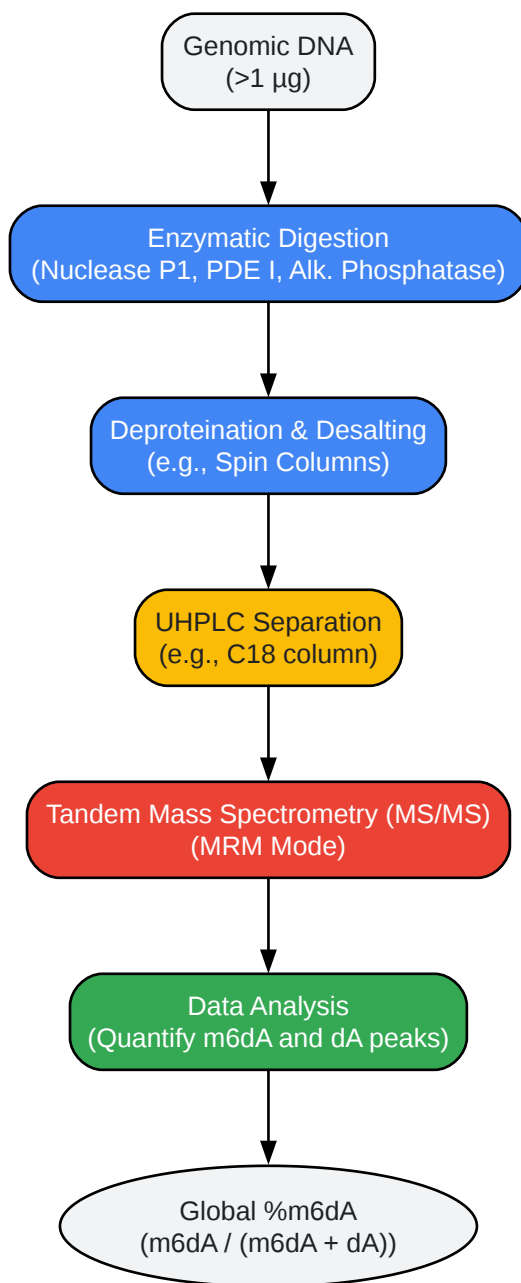 Genomic DNA
(>1 µg)
Enzymatic Digestion
(Nuclease P1, PDE I, Alk. Phosphatase)
Deproteination & Desalting
(e.g., Spin Columns)
UHPLC Separation
(e.g., C18 column)
Tandem Mass Spectrometry (MS/MS)
(MRM Mode)
Data Analysis
(Quantify m6dA and dA peaks)
Global %m6dA
(m6dA / (m6dA + dA))